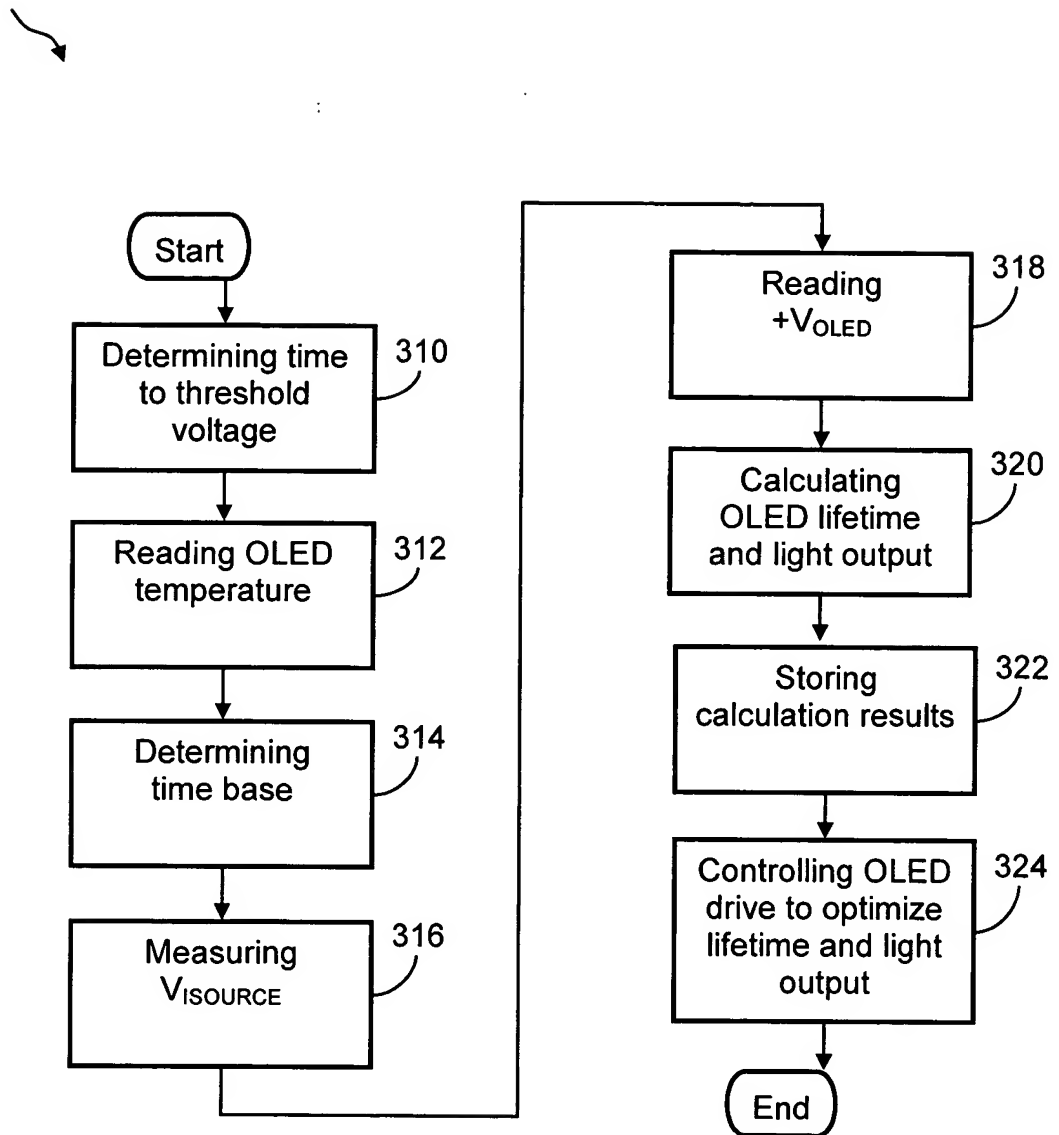 Start
Determining time
to threshold
voltage
310
Reading OLED
temperature
312
Determining
time base
314
Measuring
VISOURCE
316
Reading
+VOLED
318
Calculating
OLED lifetime
and light output
320
Storing
calculation results
322
Controlling OLED
drive to optimize
lifetime and light
output
324
End